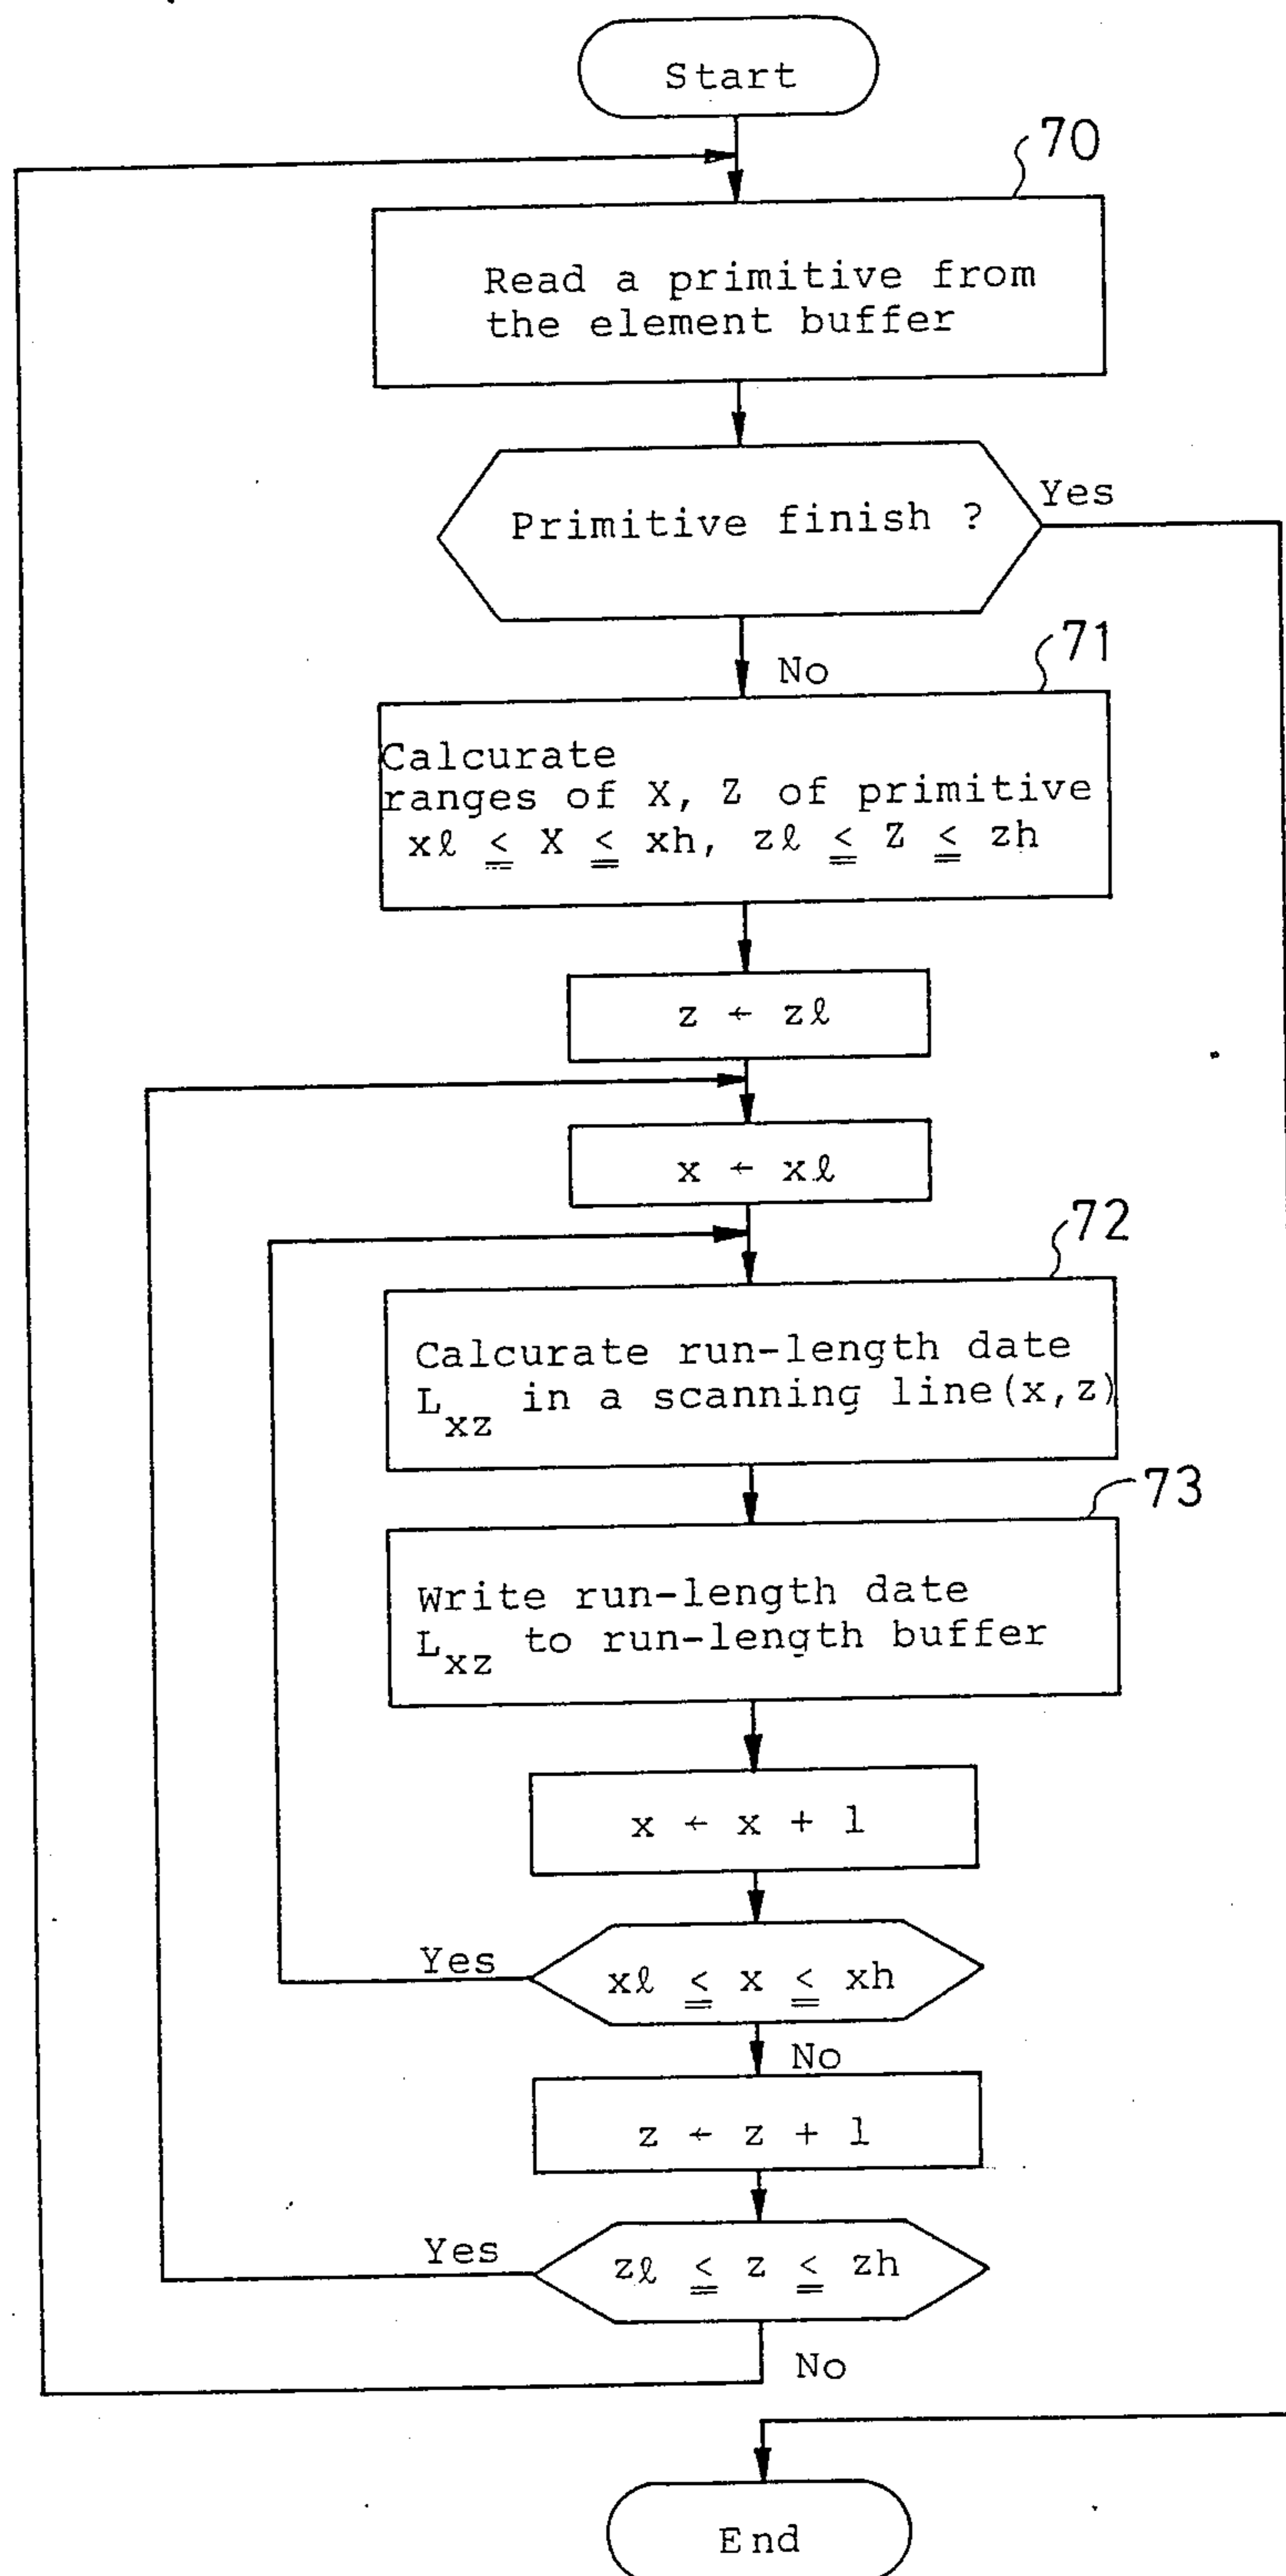 Start
70
Read a primitive from
the element buffer
Primitive finish ?
Yes
No
71
Calcurate
ranges of X, Z of primitive
xℓ ≦ X ≦ xh, zℓ ≦ Z ≦ zh
z ← zℓ
x ← xℓ
72
Calcurate run-length date
Lxz in a scanning line(x,z)
73
Write run-length date
Lxz to run-length buffer
x ← x + 1
Yes
xℓ ≦ x ≦ xh
No
z ← z + 1
Yes
zℓ ≦ z ≦ zh
No
End